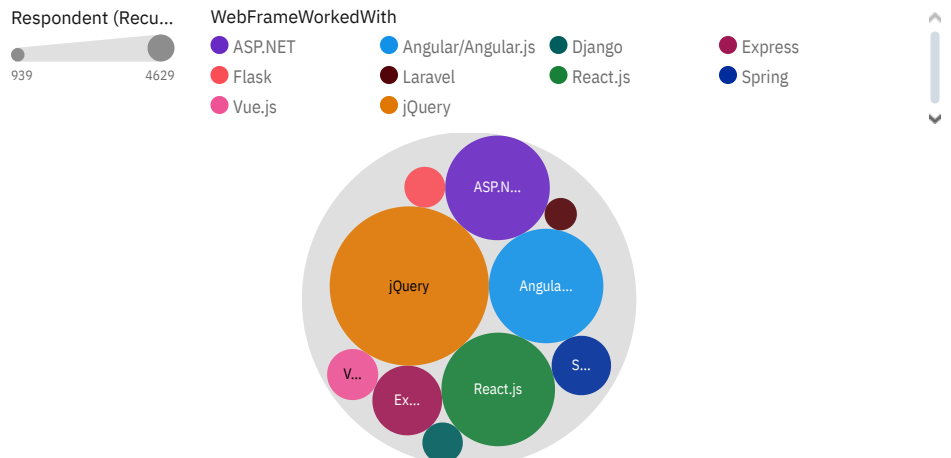 Respondent (Recu...
939 4629
WebFrameWorkedWith
ASP.NET Angular/Angular.js Django Express
Flask Laravel React.js Spring
Vue.js jQuery
ASP.N...
jQuery Angula...
S...
V... React.js
Ex...